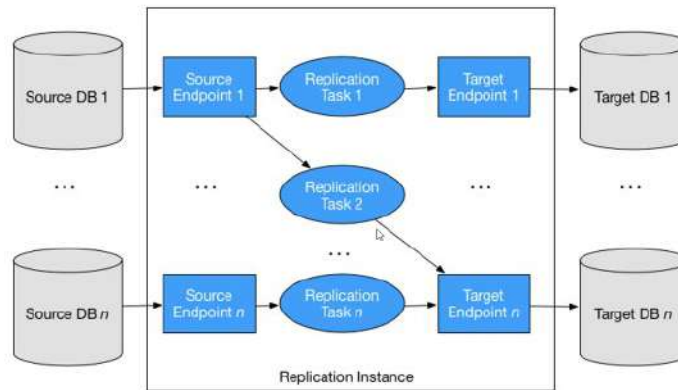 Source DB 1
Source
Endpoint 1
Replication
Task 1
Target
Endpoint 1
Target DB 1
...
...
Replication
Task 2
...
...
...
Source DB n
Source
Endpoint n
Replication
Task n
Target
Endpoint n
Target DB n
Replication Instance